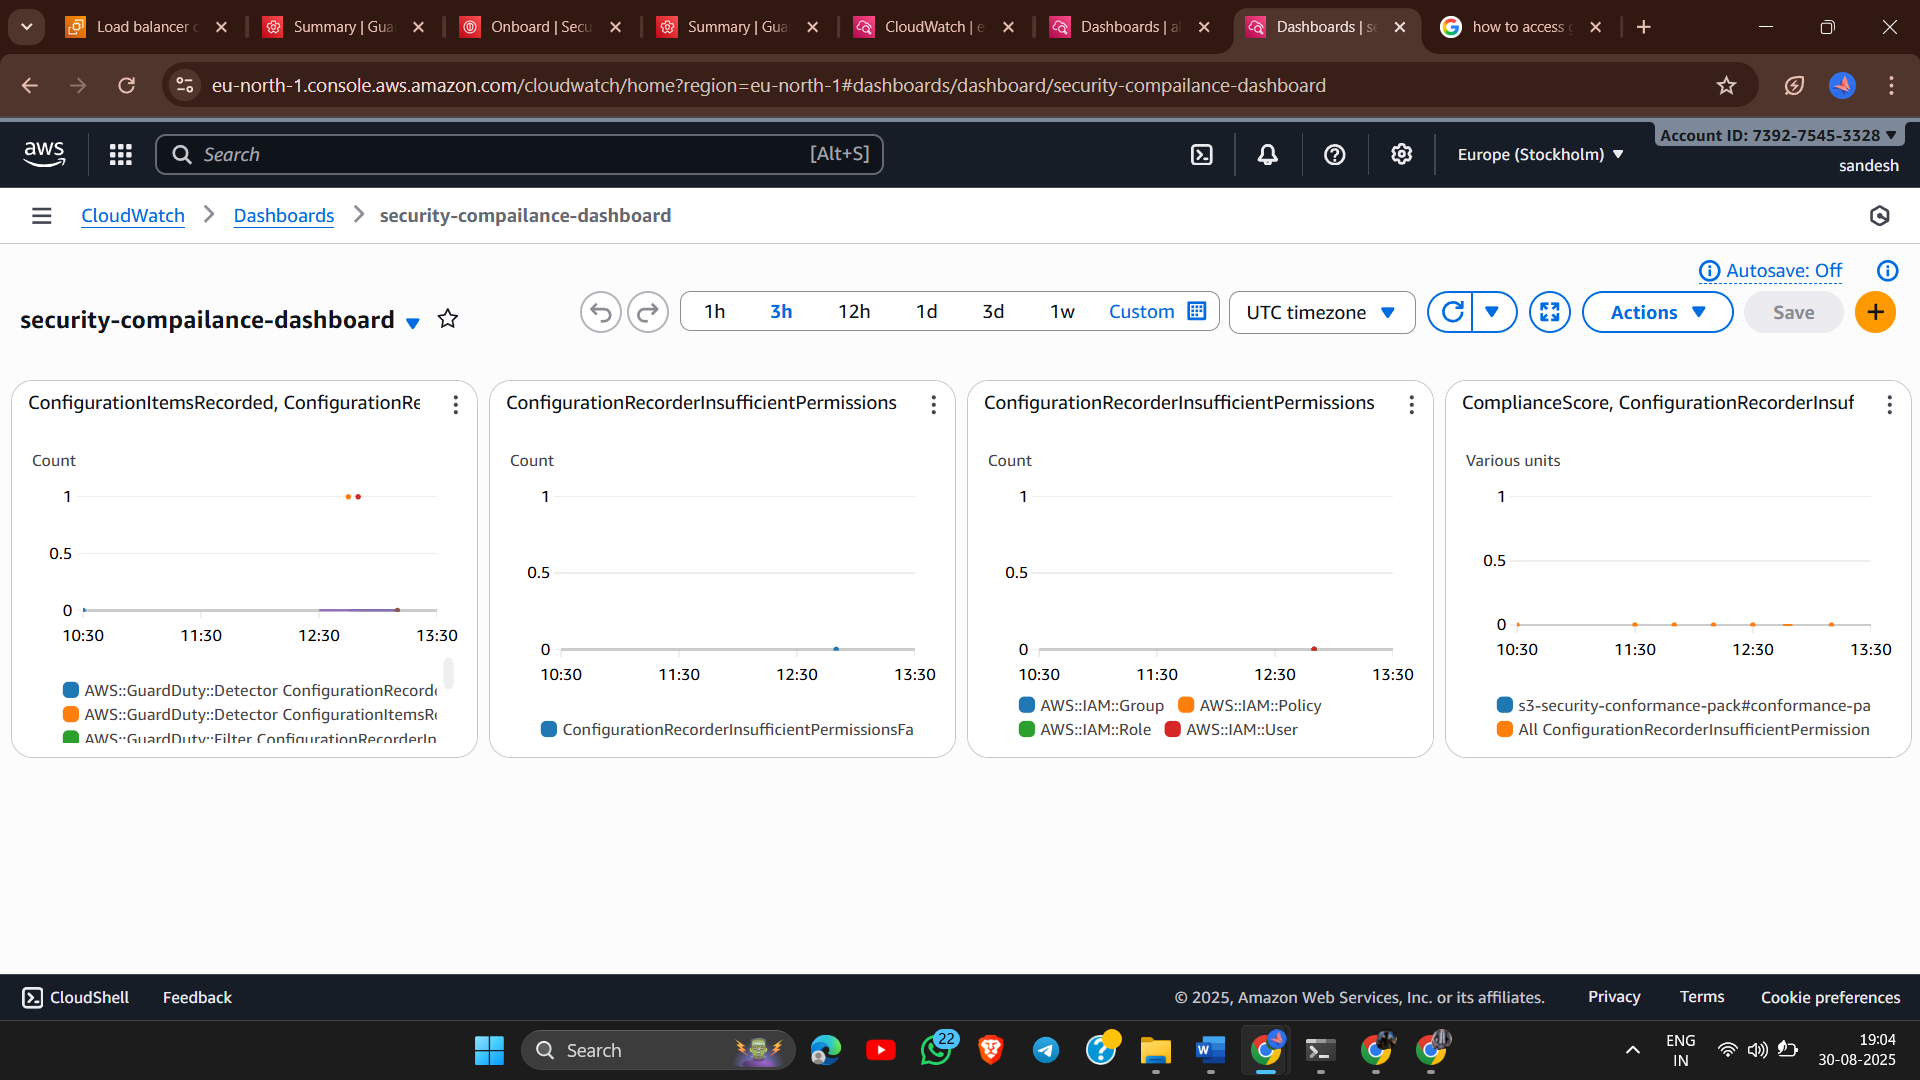 Load balancer c
Summary | Gua
Onboard | Secu
Summary | Gua
CloudWatch | e
Dashboards | al
Dashboards | se
how to access g
eu-north-1.console.aws.amazon.com/cloudwatch/home?region=eu-north-1#dashboards/dashboard/security-compailance-dashboard
aws
Search
[Alt+S]
Europe (Stockholm)
Account ID: 7392-7545-3328
sandesh
CloudWatch
Dashboards
security-compailance-dashboard
Autosave: Off
security-compailance-dashboard
1h
3h
12h
1d
3d
1w
Custom
UTC timezone
Actions
Save
ConfigurationItemsRecorded, ConfigurationRe
Count
1
0.5
0
10:30
11:30
12:30
13:30
AWS::GuardDuty::Detector ConfigurationRecorde
AWS::GuardDuty::Detector ConfigurationItemsRe
AWS::GuardDuty::Filter ConfigurationRecorderIn
ConfigurationRecorderInsufficientPermissions
Count
1
0.5
0
10:30
11:30
12:30
13:30
ConfigurationRecorderInsufficientPermissionsFa
ConfigurationRecorderInsufficientPermissions
Count
1
0.5
0
10:30
11:30
12:30
13:30
AWS::IAM::Group
AWS::IAM::Policy
AWS::IAM::Role
AWS::IAM::User
ComplianceScore, ConfigurationRecorderInsuf
Various units
1
0.5
0
10:30
11:30
12:30
13:30
s3-security-conformance-pack#conformance-pa
All ConfigurationRecorderInsufficientPermission
CloudShell
Feedback
© 2025, Amazon Web Services, Inc. or its affiliates.
Privacy
Terms
Cookie preferences
Search
22
ENG
IN
19:04
30-08-2025